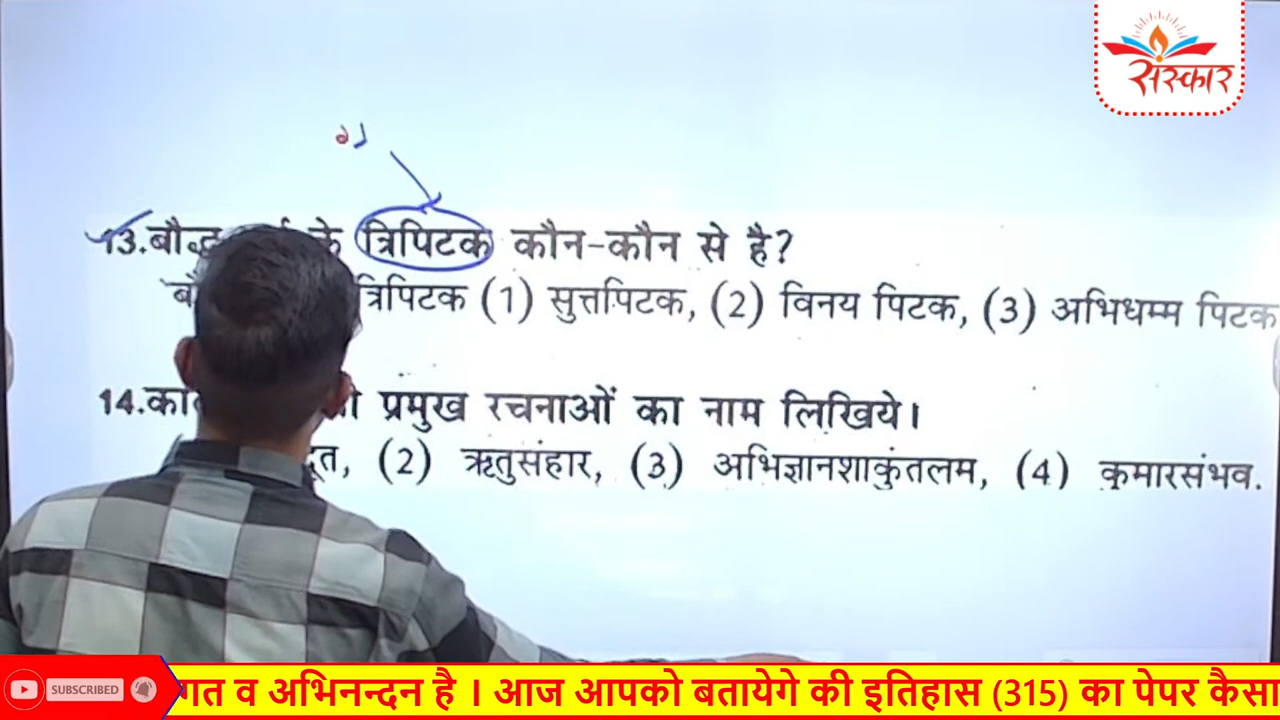 संस्कार
13. बौद्ध के त्रिपिटक कौन-कौन से है?
त्रिपिटक (1) सुत्तपिटक, (2) विनय पिटक, (3) अभिधम्म पिटक
14. प्रमुख रचनाओं का नाम लिखिये।
(2) ऋतुसंहार, (3) अभिज्ञानशाकुंतलम, (4) कुमारसंभव.
SUBSCRIBED
गत व अभिनन्दन है । आज आपको बतायेगे की इतिहास (315) का पेपर कैसा